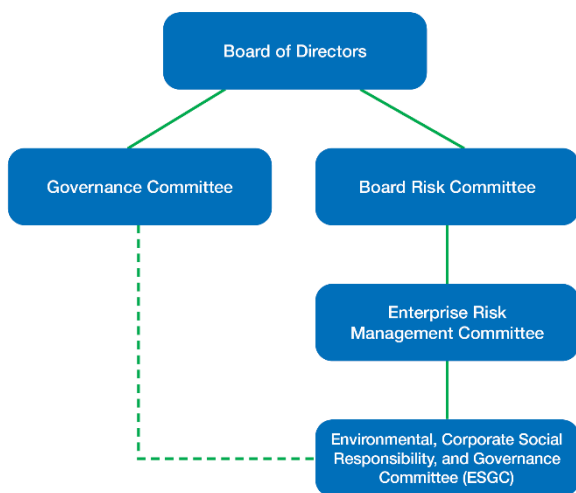 Board of Directors
Governance Committee
Board Risk Committee
Enterprise Risk
Management Committee
Environmental, Corporate Social
Responsibility, and Governance
Committee (ESGC)